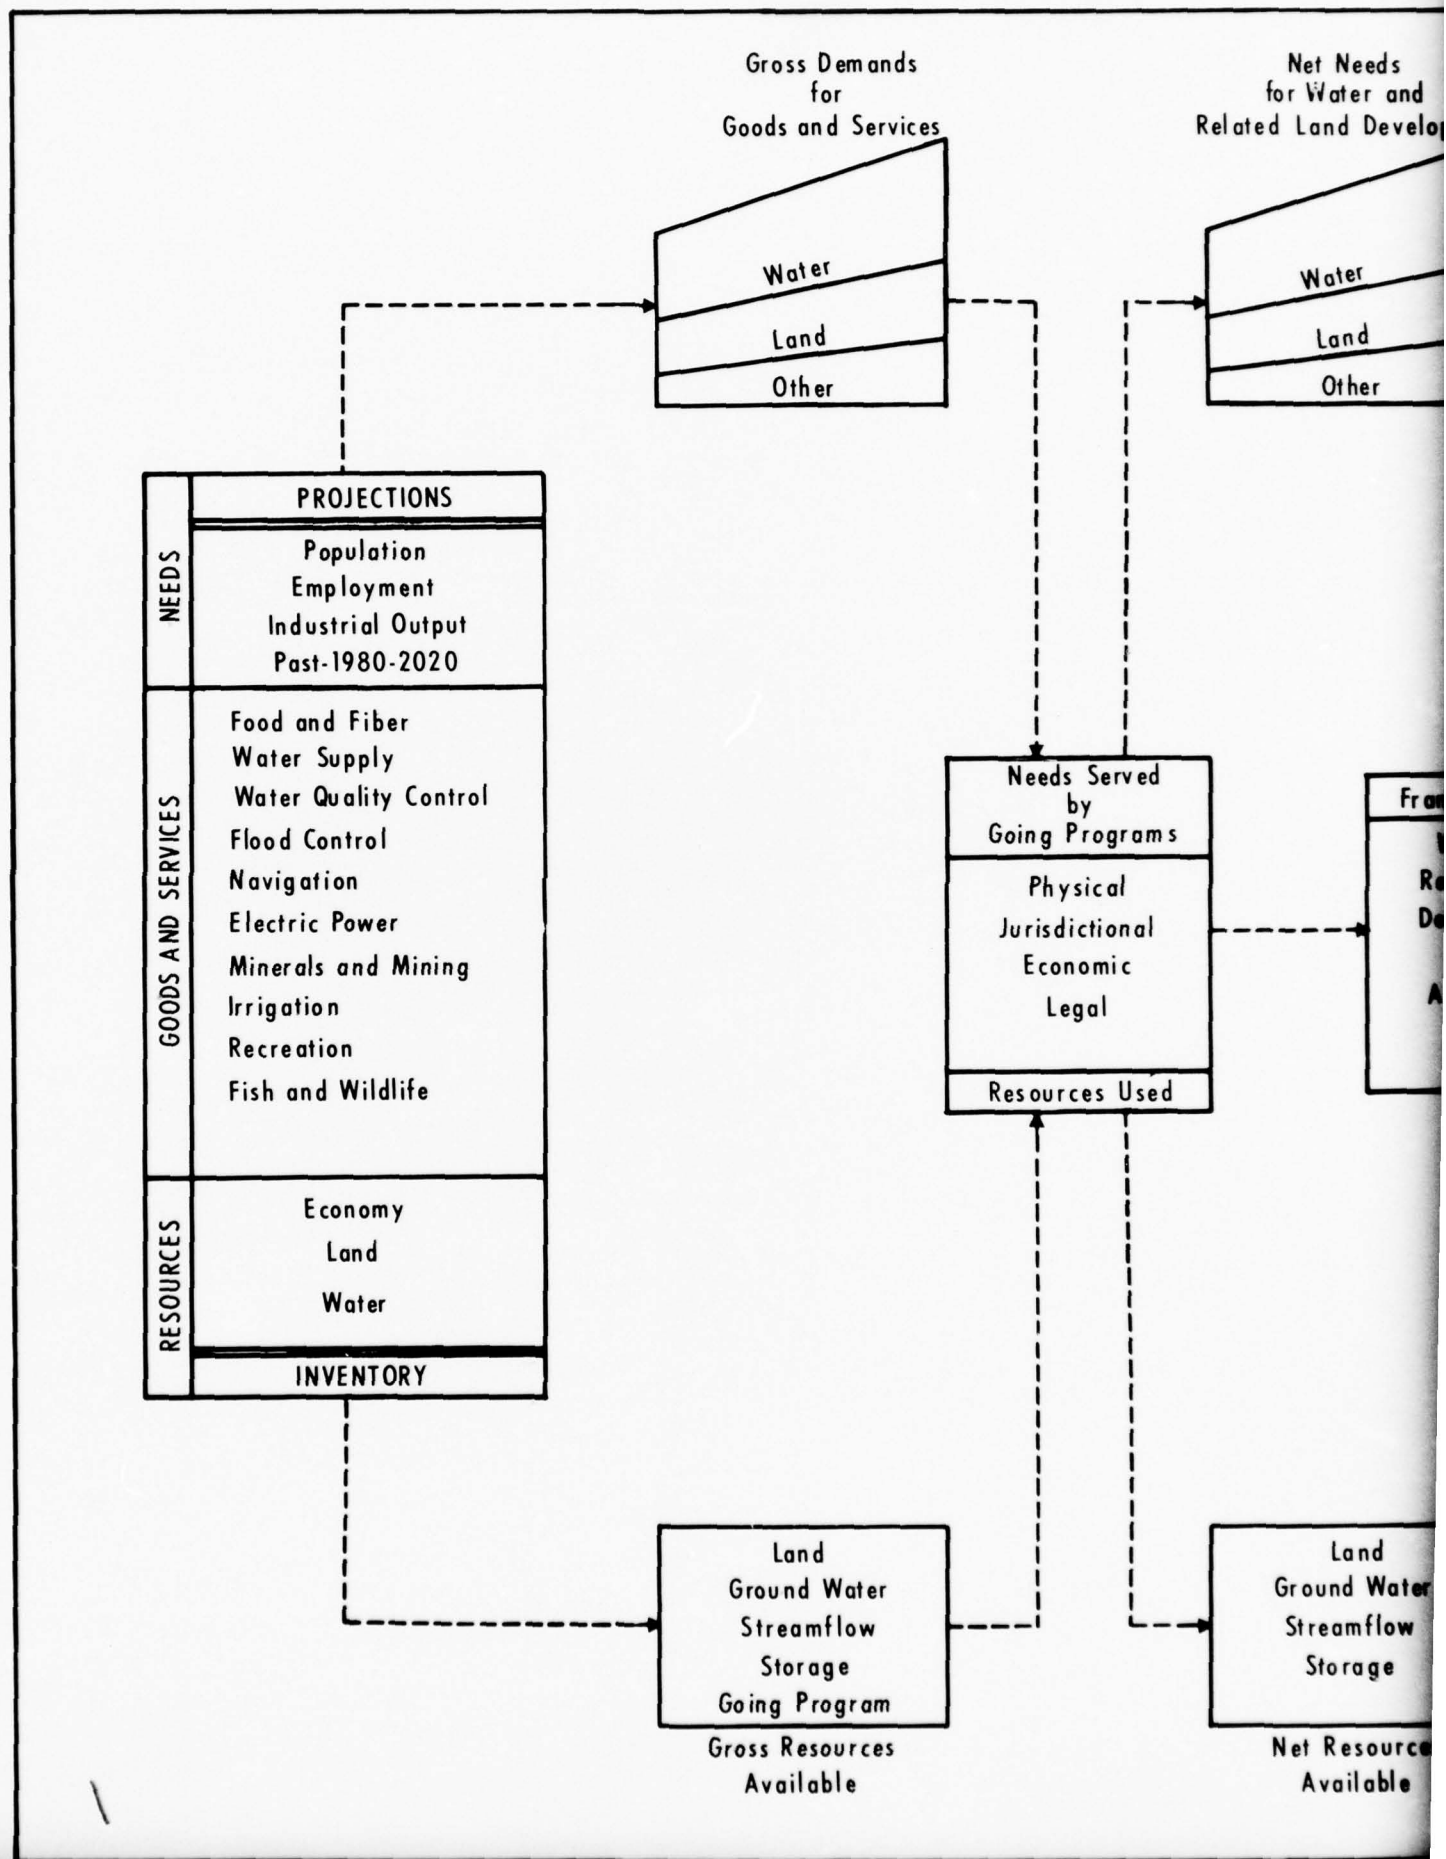 Gross Demands
for
Goods and Services
Water
Land
Other
Net Needs
for Water and
Related Land
Water
Land
Other
NEEDS
PROJECTIONS
Population
Employment
Industrial Output
Past-1980-2020
GOODS AND SERVICES
Food and Fiber
Water Supply
Water Quality Control
Flood Control
Navigation
Electric Power
Minerals and Mining
Irrigation
Recreation
Fish and Wildlife
RESOURCES
Economy
Land
Water
INVENTORY
Needs Served
by
Going Programs
Physical
Jurisdictional
Economic
Legal
Resources Used
Land
Ground Water
Streamflow
Storage
Going Program
Gross Resources
Available
Land
Ground Water
Streamflow
Storage
Net
Available